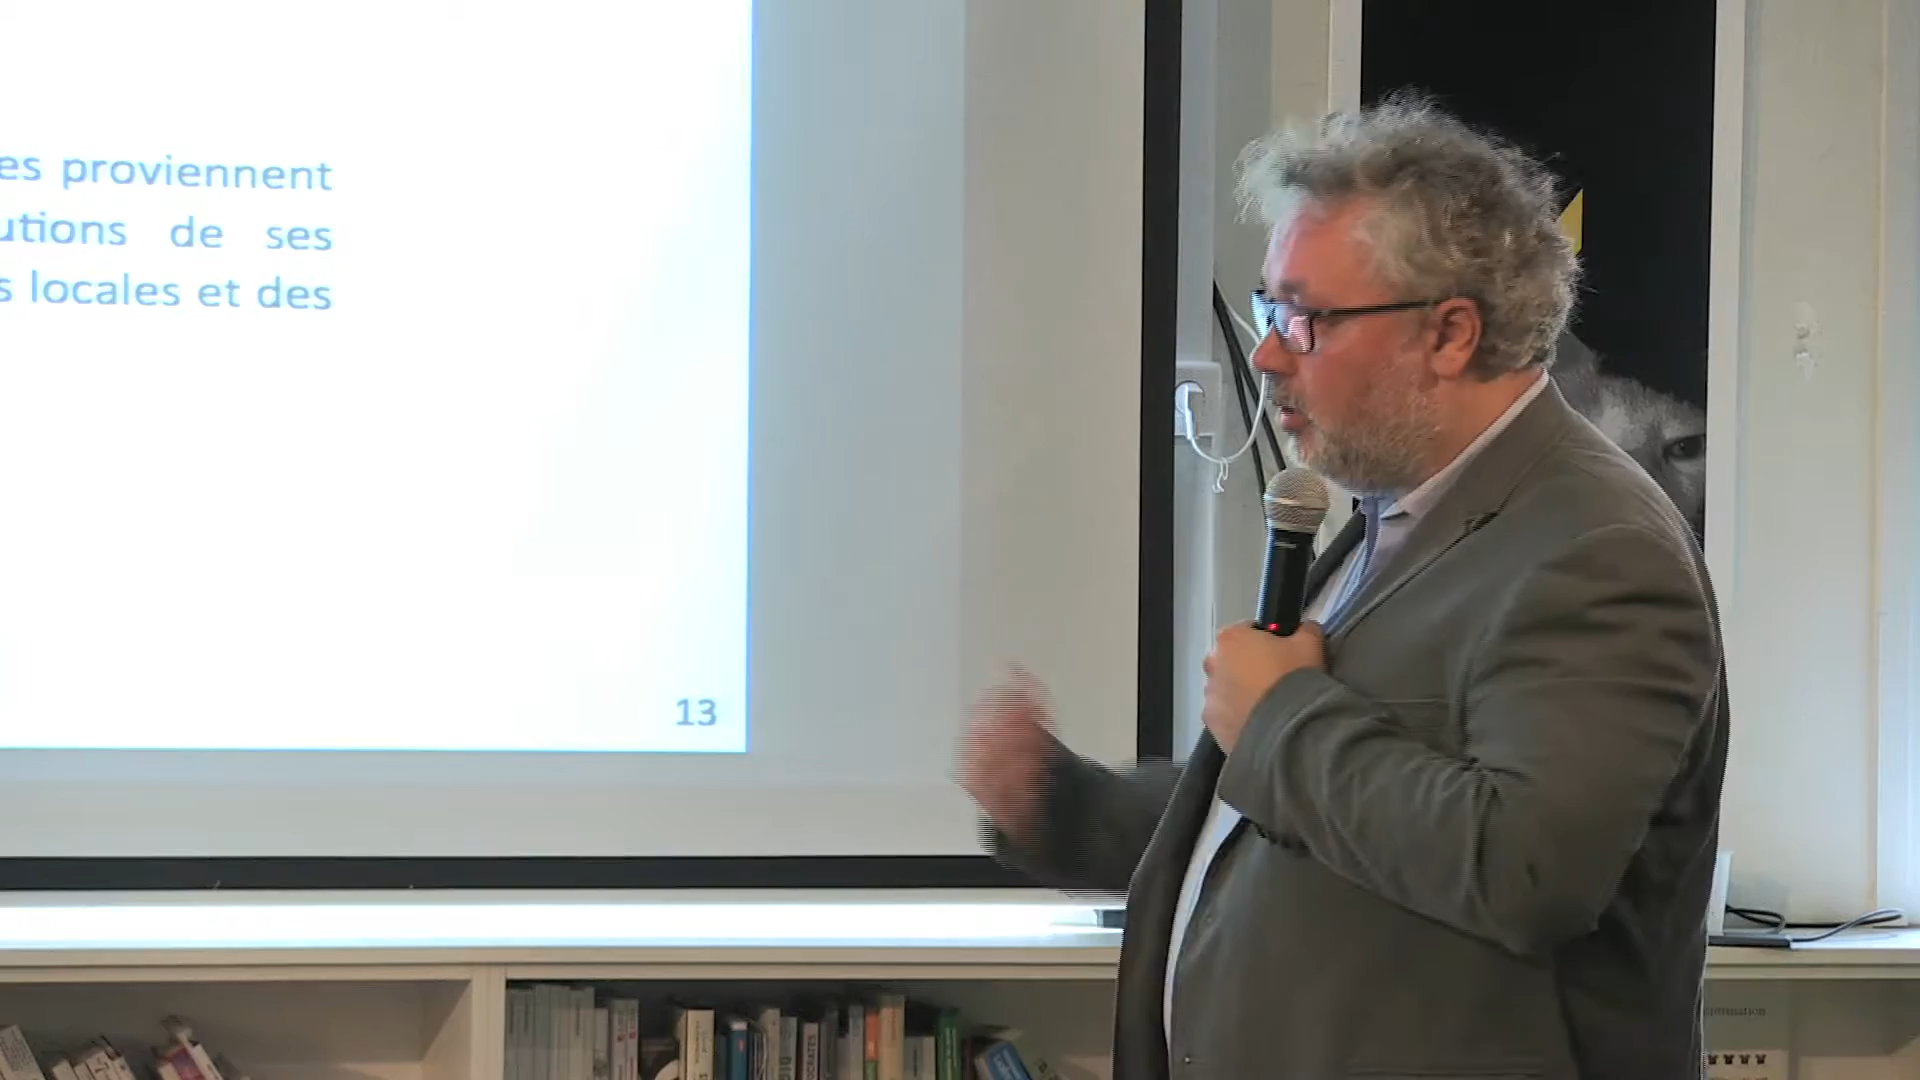 es proviennent
utions de ses
s locales et des
13